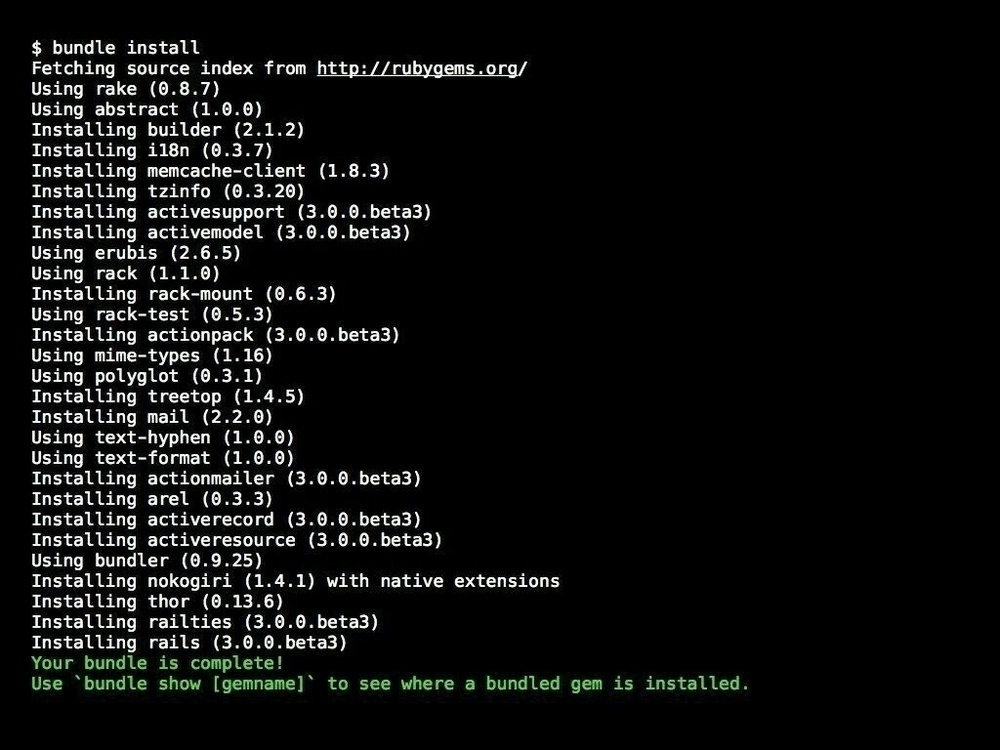 $ bundle install
Fetching source index from http://rubygems.org/
Using rake (0.8.7)
Using abstract (1.0.0)
Installing builder (2.1.2)
Installing i18n (0.3.7)
Installing memcache-client (1.8.3)
Installing tzinfo (0.3.20)
Installing activesupport (3.0.0.beta3)
Installing activemodel (3.0.0.beta3)
Using erubis (2.6.5)
Using rack (1.1.0)
Installing rack-mount (0.6.3)
Using rack-test (0.5.3)
Installing actionpack (3.0.0.beta3)
Using mime-types (1.16)
Using polyglot (0.3.1)
Installing treetop (1.4.5)
Installing mail (2.2.0)
Using text-hyphen (1.0.0)
Using text-format (1.0.0)
Installing actionmailer (3.0.0.beta3)
Installing arel (0.3.3)
Installing activerecord (3.0.0.beta3)
Installing activeresource (3.0.0.beta3)
Using bundler (0.9.25)
Installing nokogiri (1.4.1) with native extensions
Installing thor (0.13.6)
Installing railties (3.0.0.beta3)
Installing rails (3.0.0.beta3)
Your bundle is complete!
Use `bundle show [gemname]` to see where a bundled gem is installed.